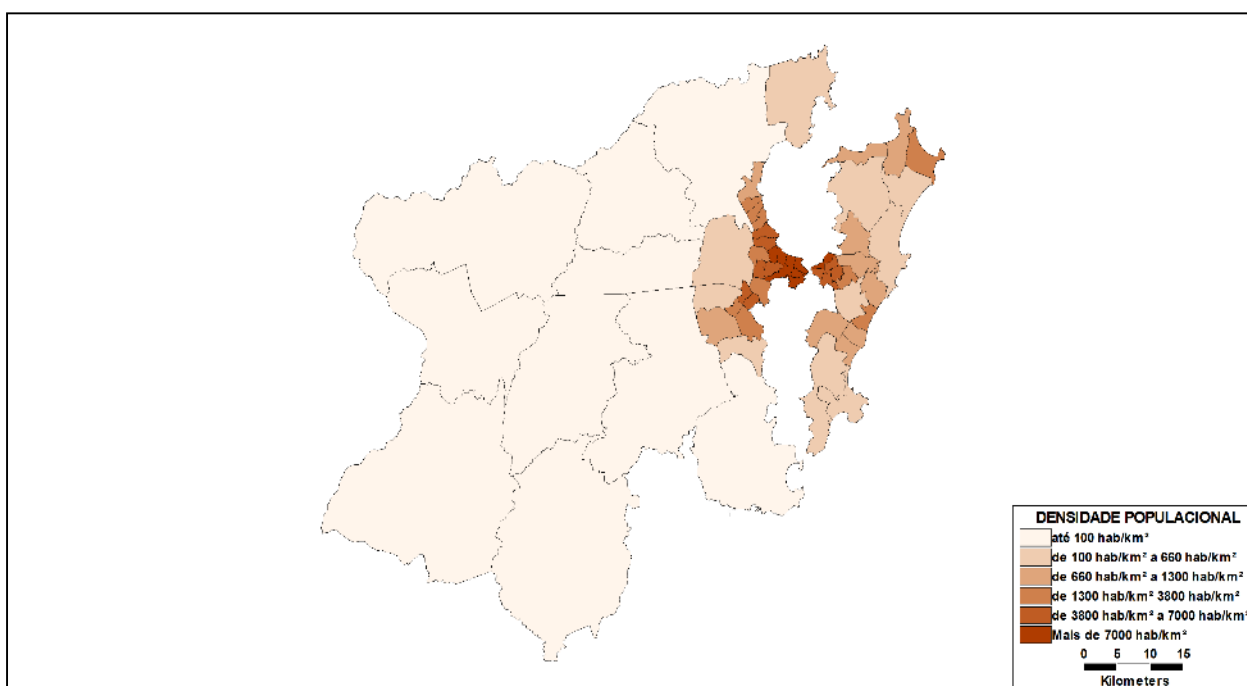 DENSIDADE POPULACIONAL
até 100 hab/km²
de 100 hab/km² a 660 hab/km²
de 660 hab/km² a 1300 hab/km²
de 1300 hab/km² 3800 hab/km²
de 3800 hab/km² a 7000 hab/km²
Mais de 7000 hab/km²
0 5 10 15
Kilometers